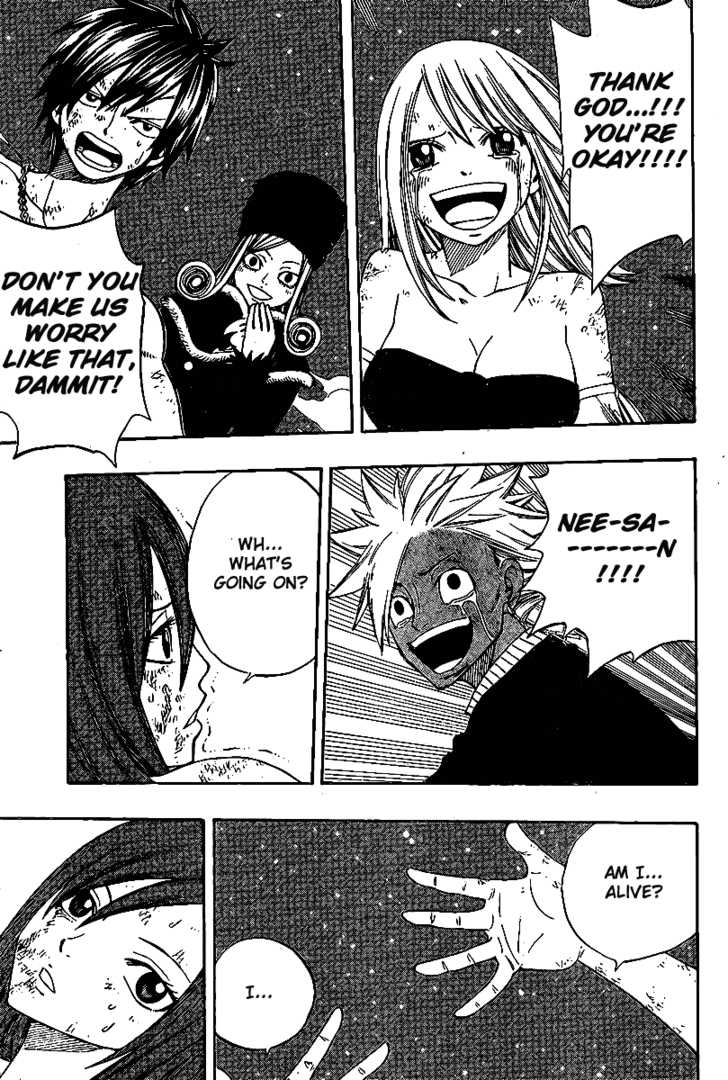 THANK
GOD...!!!
YOU'RE
OKAY!!!!
DON'T YOU
MAKE US
WORRY
LIKE THAT,
DAMMIT!
NEE-SA-
-------N
!!!!
WH...
WHAT'S
GOING ON?
AM I...
ALIVE?
I...